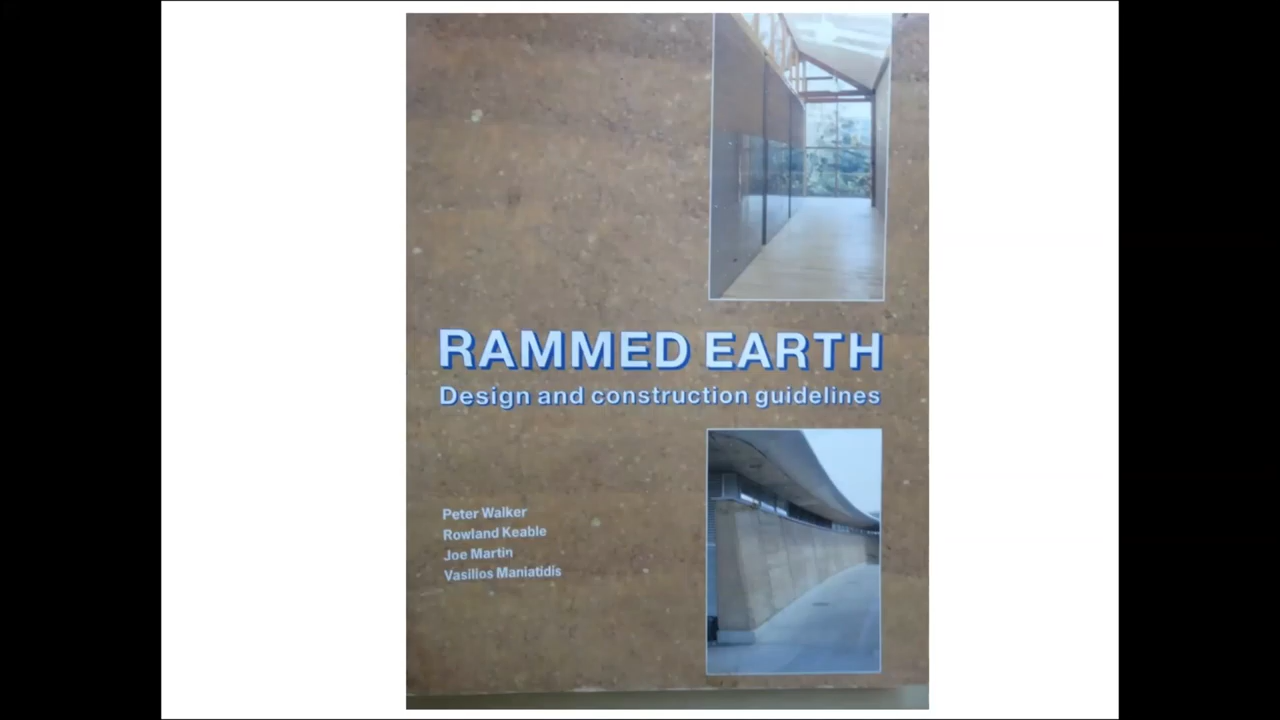 RAMMED EARTH
Design and construction guidelines
Peter Walker
Rowland Keable
Joe Martin
Vasilios Maniatidis